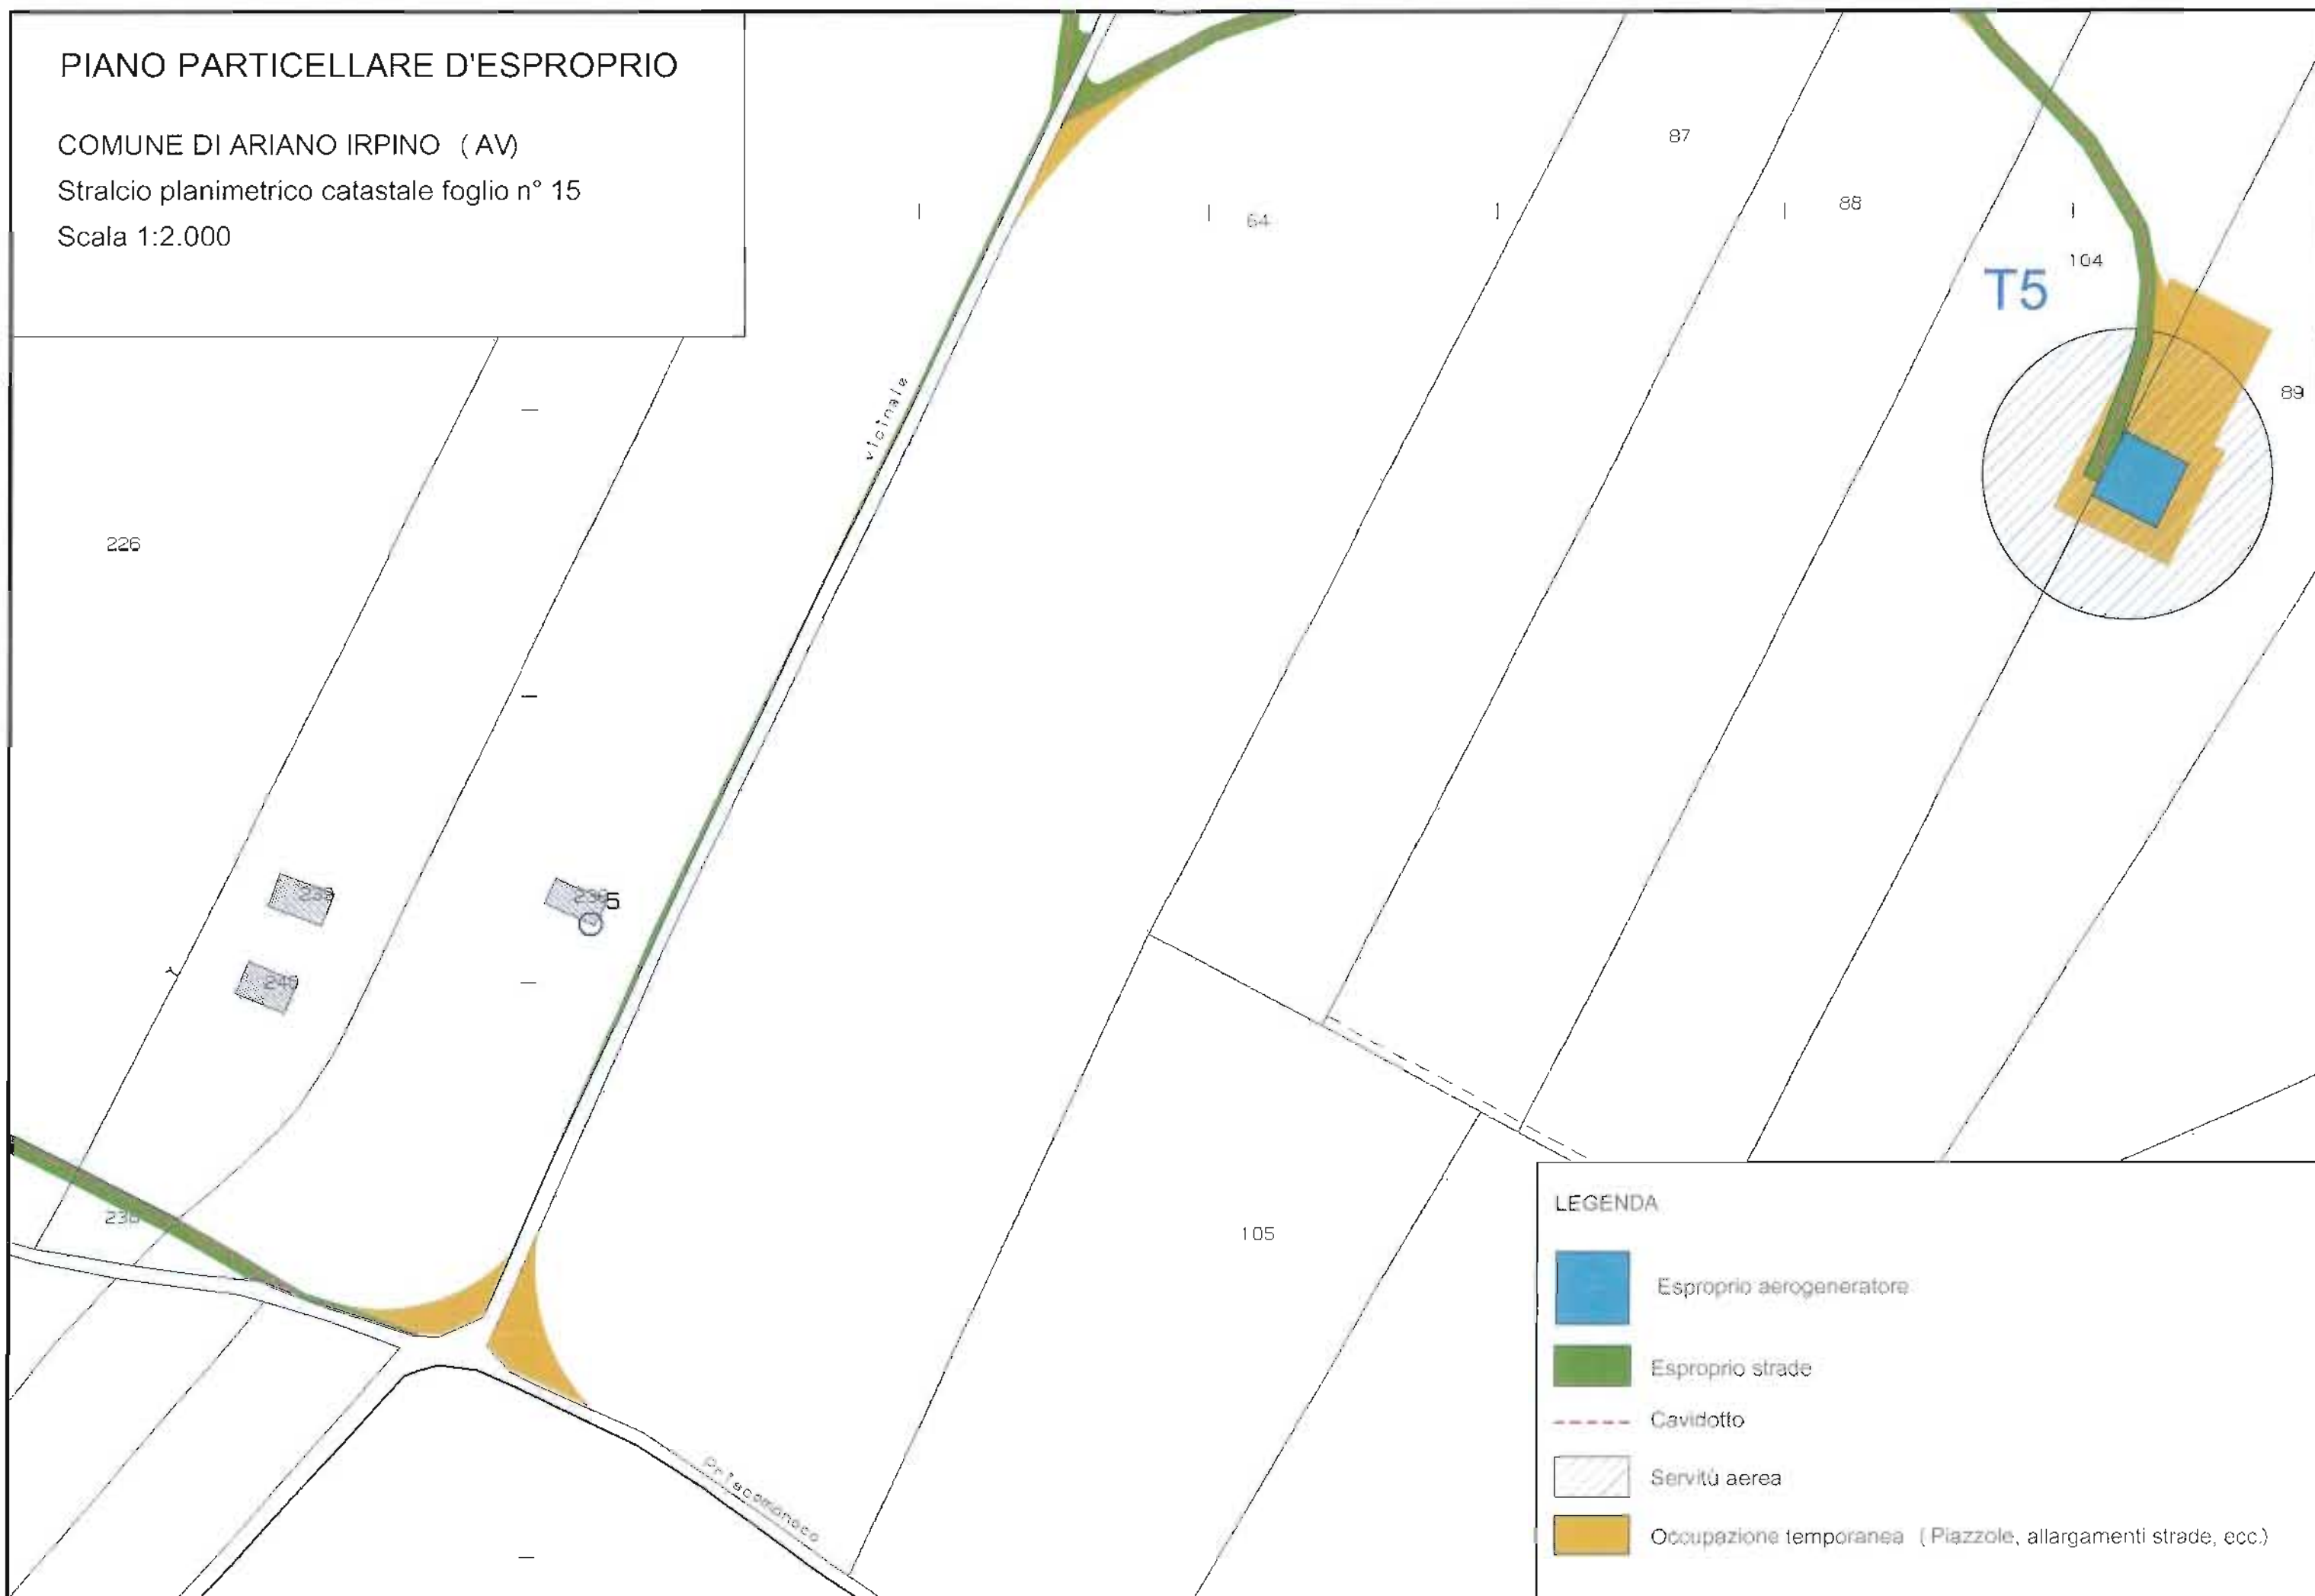 PIANO PARTICELLARE D'ESPROPRIO
COMUNE DI ARIANO IRPINO ( AV)
Stralcio planimetrico catastale foglio n° 15
Scala 1:2.000
87
88
64
104
T5
89
vicinale
226
5
105
Priscomonaco
LEGENDA
Esproprio aerogeneratore
Esproprio strade
Cavidotto
Servitù aerea
Occupazione temporanea ( Piazzole, allargamenti strade, ecc.)